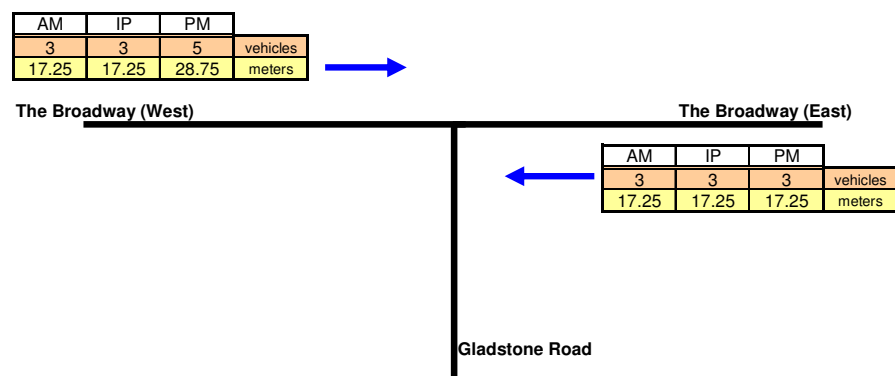 AM IP PM
3 3 5 vehicles
17.25 17.25 28.75 meters
The Broadway (West)
The Broadway (East)
AM IP PM
3 3 3 vehicles
17.25 17.25 17.25 meters
Gladstone Road